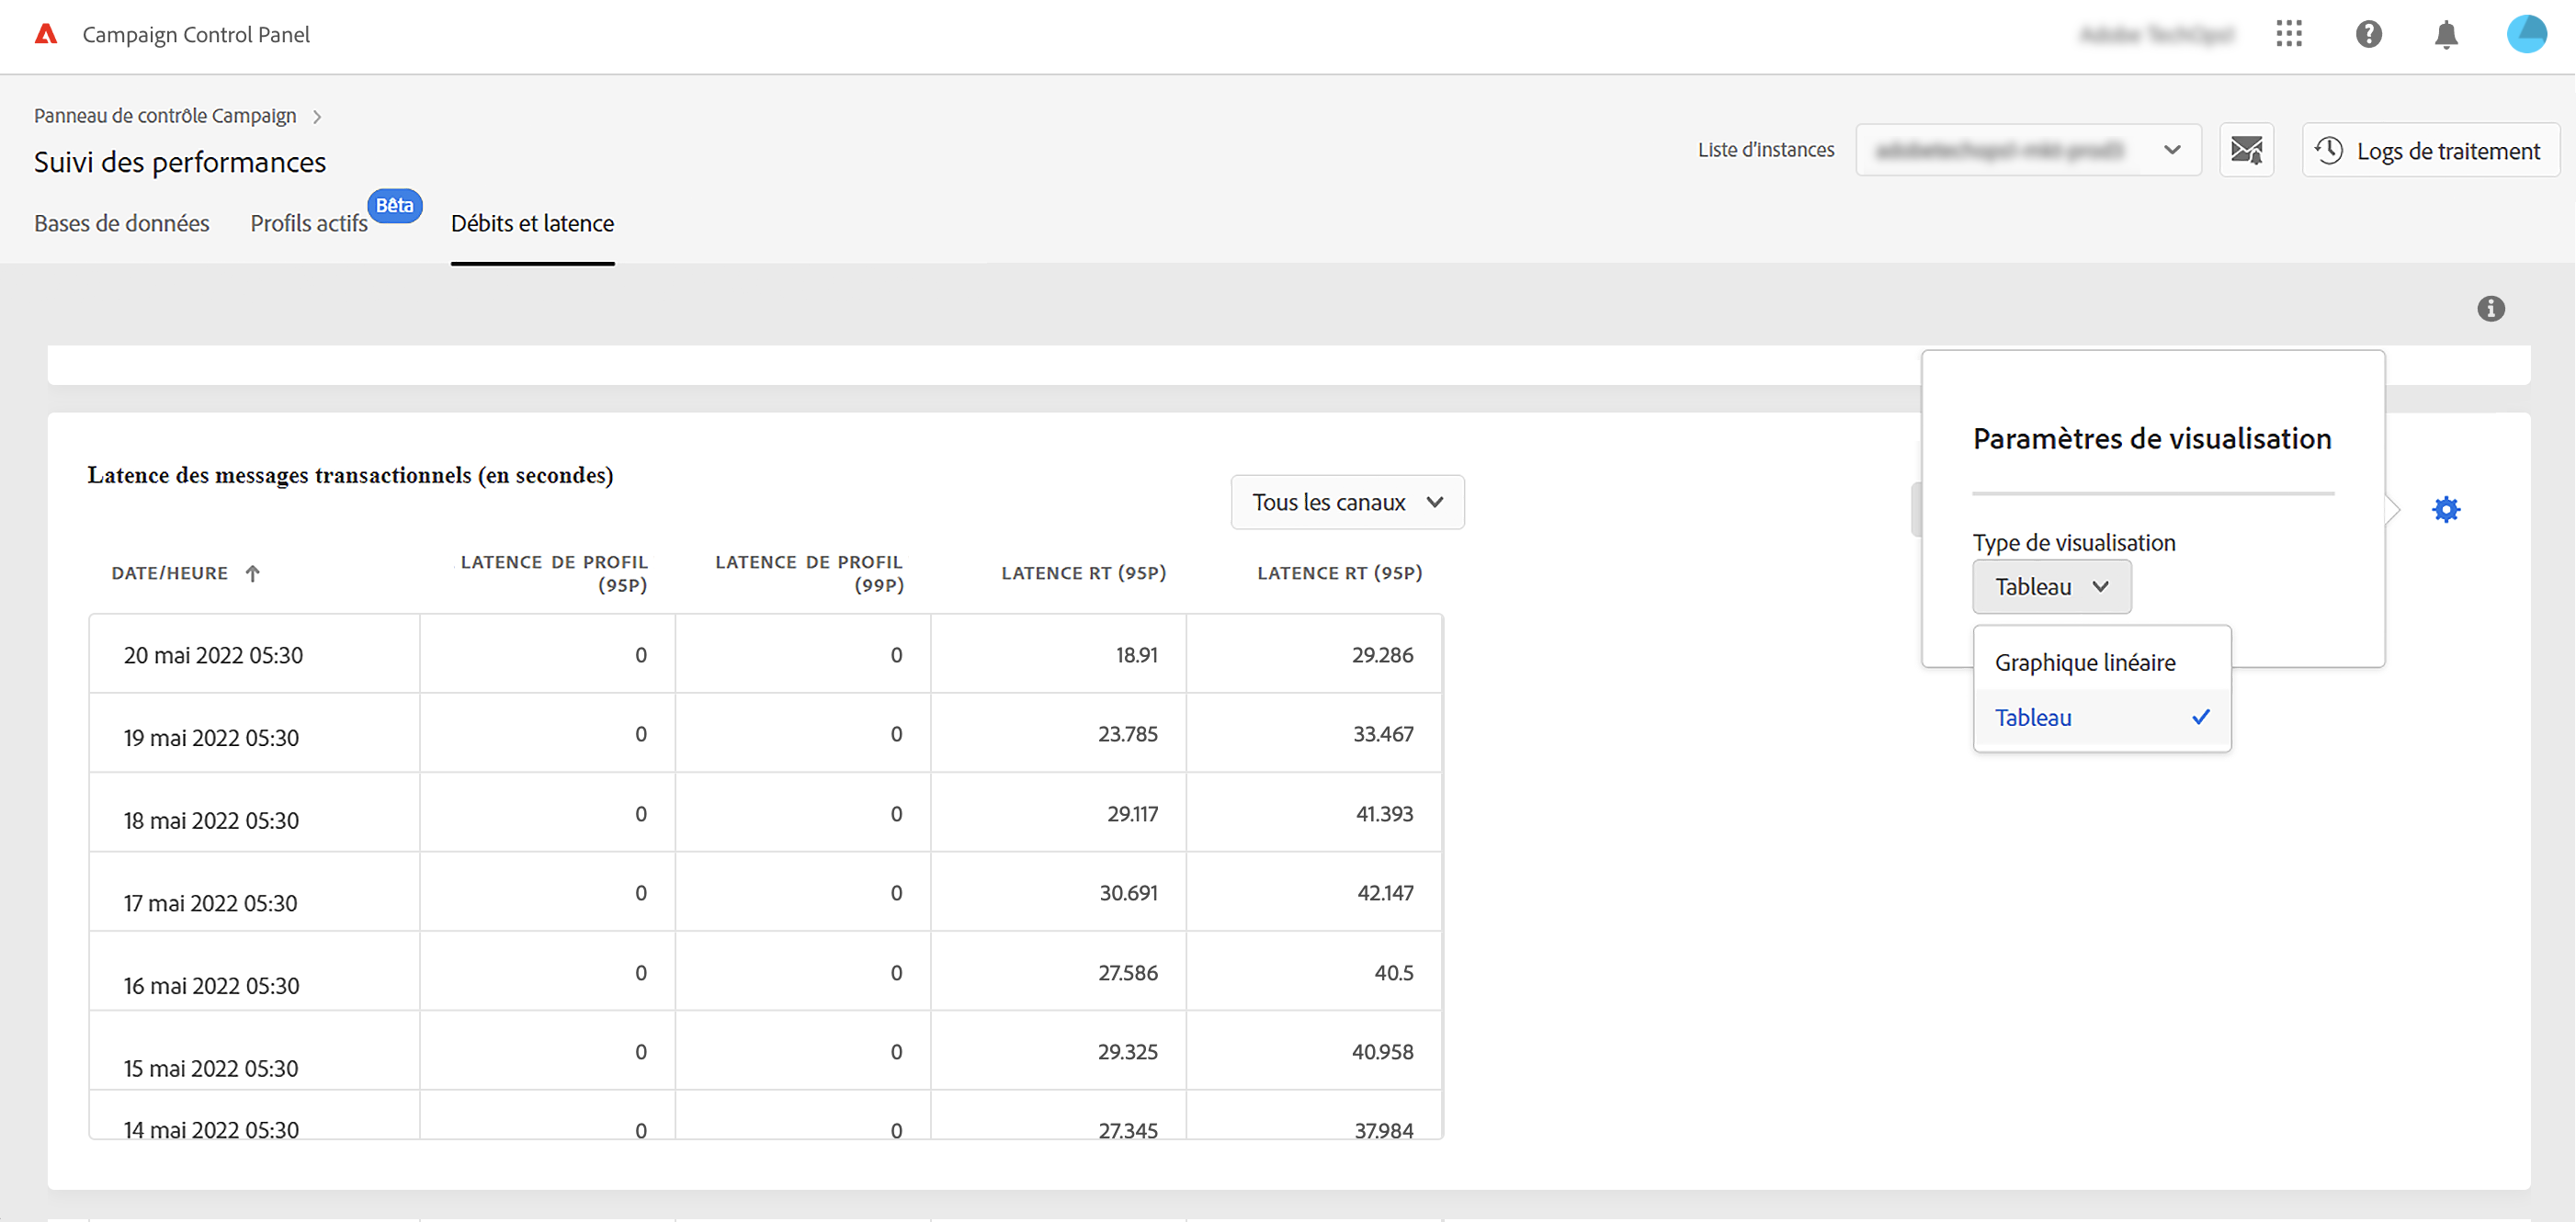 Campaign Control Panel
Panneau de contrôle Campaign
Suivi des performances
Liste d'instances
Logs de traitement
Bases de données
Profils actifs
Bêta
Débits et latence
Latence des messages transactionnels (en secondes)
Tous les canaux
DATE/HEURE
LATENCE DE PROFIL
(95P)
LATENCE DE PROFIL
(99P)
LATENCE RT (95P)
LATENCE RT (95P)
20 mai 2022 05:30 0 0 18.91 29.286
19 mai 2022 05:30 0 0 23.785 33.467
18 mai 2022 05:30 0 0 29.117 41.393
17 mai 2022 05:30 0 0 30.691 42.147
16 mai 2022 05:30 0 0 27.586 40.5
15 mai 2022 05:30 0 0 29.325 40.958
14 mai 2022 05:30 0 0 27.345 37.984
Paramètres de visualisation
Type de visualisation
Tableau
Graphique linéaire
Tableau